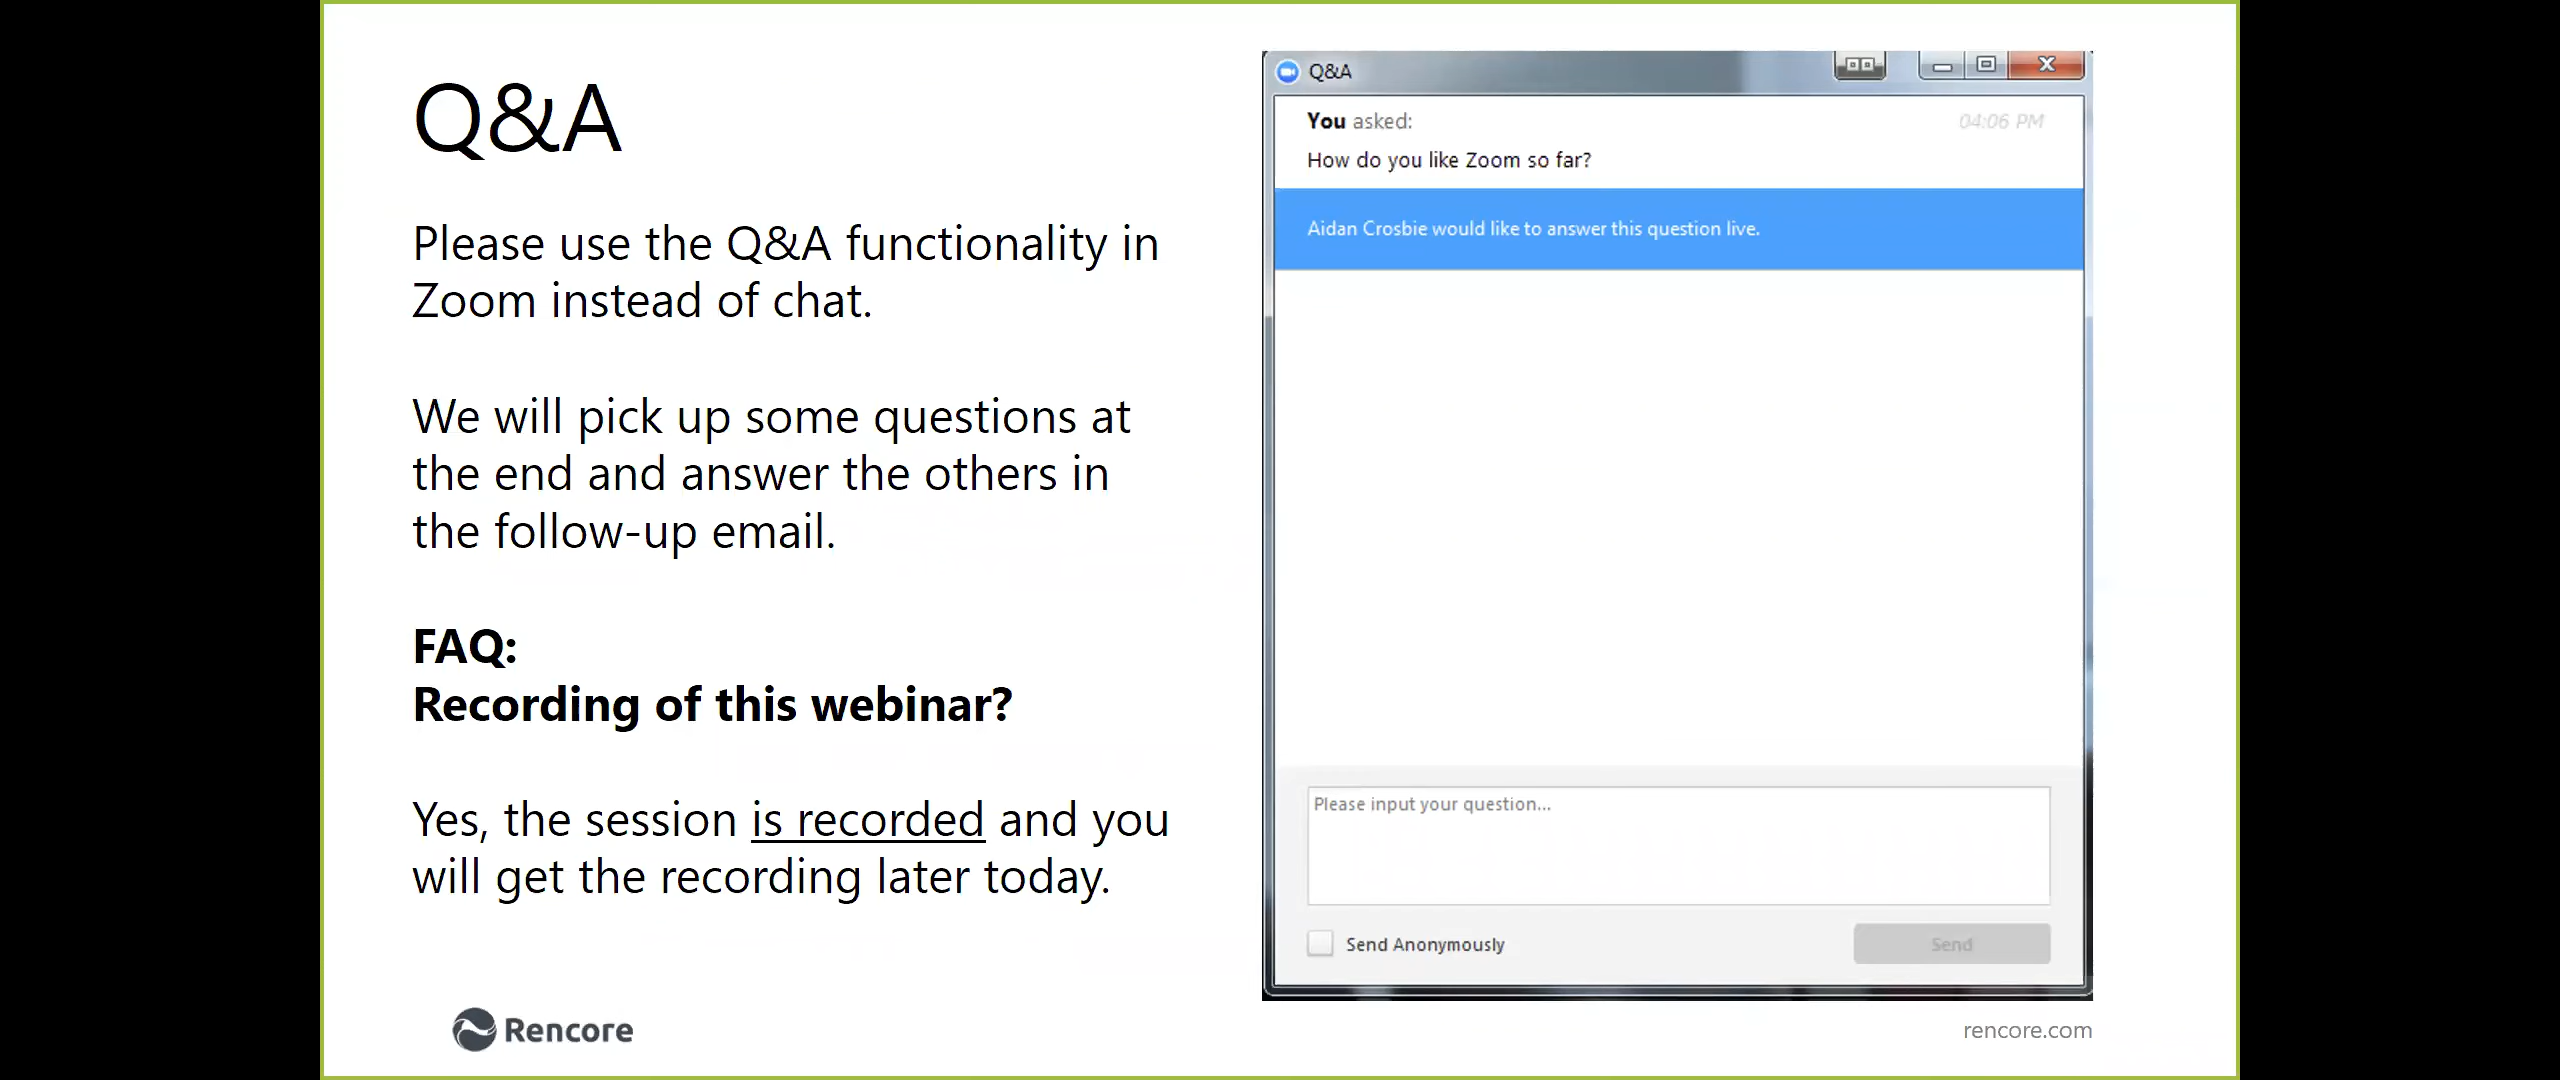 Q&A
Please use the Q&A functionality in
Zoom instead of chat.
We will pick up some questions at
the end and answer the others in
the follow-up email.
FAQ:
Recording of this webinar?
Yes, the session is recorded and you
will get the recording later today.
Rencore
Q&A
You asked:
04:06 PM
How do you like Zoom so far?
Aidan Crosbie would like to answer this question live.
Please input your question...
Send Anonymously
Send
rencore.com